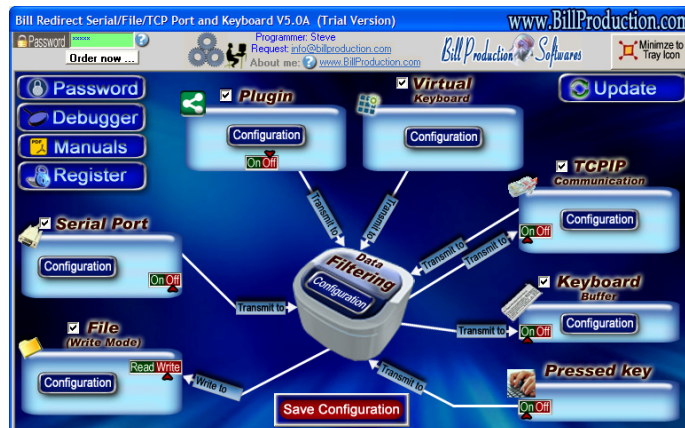 Bill Redirect Serial/File/TCP Port and Keyboard V5.0A (Trial Version)
www.BillProduction.com
Password xxxxx ?
Order now ...
Programmer: Steve
Request: info@billproduction.com
About me: ? www.BillProduction.com
Bill Production Softwares
Minimze to
Tray Icon
Password
Debugger
PDF Manuals
Register
Plugin
Configuration
On Off
Virtual
Keyboard
Configuration
Update
TCPIP
Communication
Configuration
On Off
Serial Port
Configuration
On Off
Transmit to
Transmit to
Transmit to
Transmit to
Data
Filtering
Configuration
Keyboard
Buffer
Configuration
On Off
Transmit to
Transmit to
File
(Write Mode)
Read Write
Configuration
Write to
Transmit to
Pressed key
On Off
Save Configuration